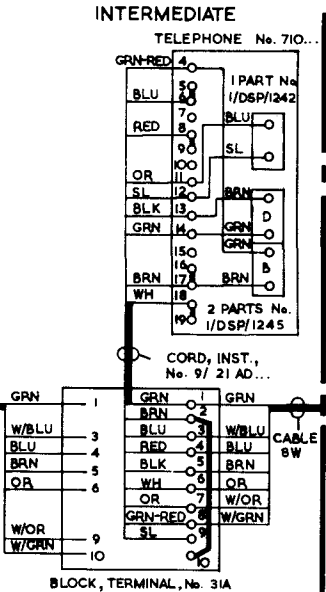 INTERMEDIATE
TELEPHONE No. 710...
GRN-RED 4
5
BLU 6
7
RED 8
9
10
OR 11
SL 12
BLK 13
GRN 14
15
16
BRN 17
WH 18
19
1 PART No.
1/DSP/1242
BLU
SL
BRN D
GRN
GRN B
BRN
2 PARTS No.
1/DSP/1245
CORD, INST.,
No. 9/ 21 AD...
GRN 1 GRN 1 GRN
BRN 2
W/BLU 3 BLU 3 W/BLU
BLU 4 RED 4 BLU
BRN 5 BLK 5 BRN
OR 6 WH 6 OR
OR 7 W/OR
GRN-RED 8 W/GRN
W/OR 9 SL 9
W/GRN 10 10
CABLE
8W
BLOCK, TERMINAL, No. 31A